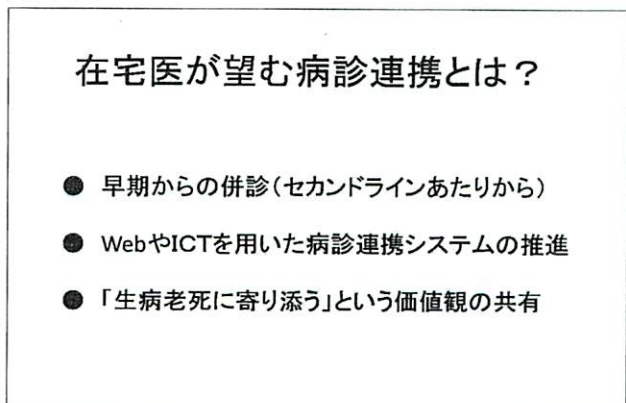 在宅医が望む病診連携とは？
● 早期からの併診（セカンドラインあたりから）
● WebやICTを用いた病診連携システムの推進
● 「生病老死に寄り添う」という価値観の共有